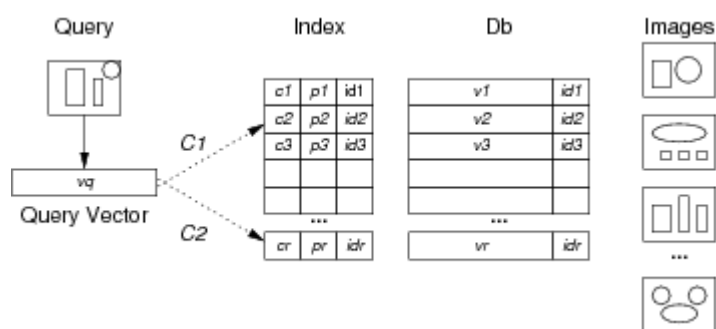 Query Index Db Images
c1 p1 id1 v1 id1
c2 p2 id2 v2 id2
C1
c3 p3 id3 v3 id3
vq
Query Vector
... ...
C2
cr pr idr vr idr
...